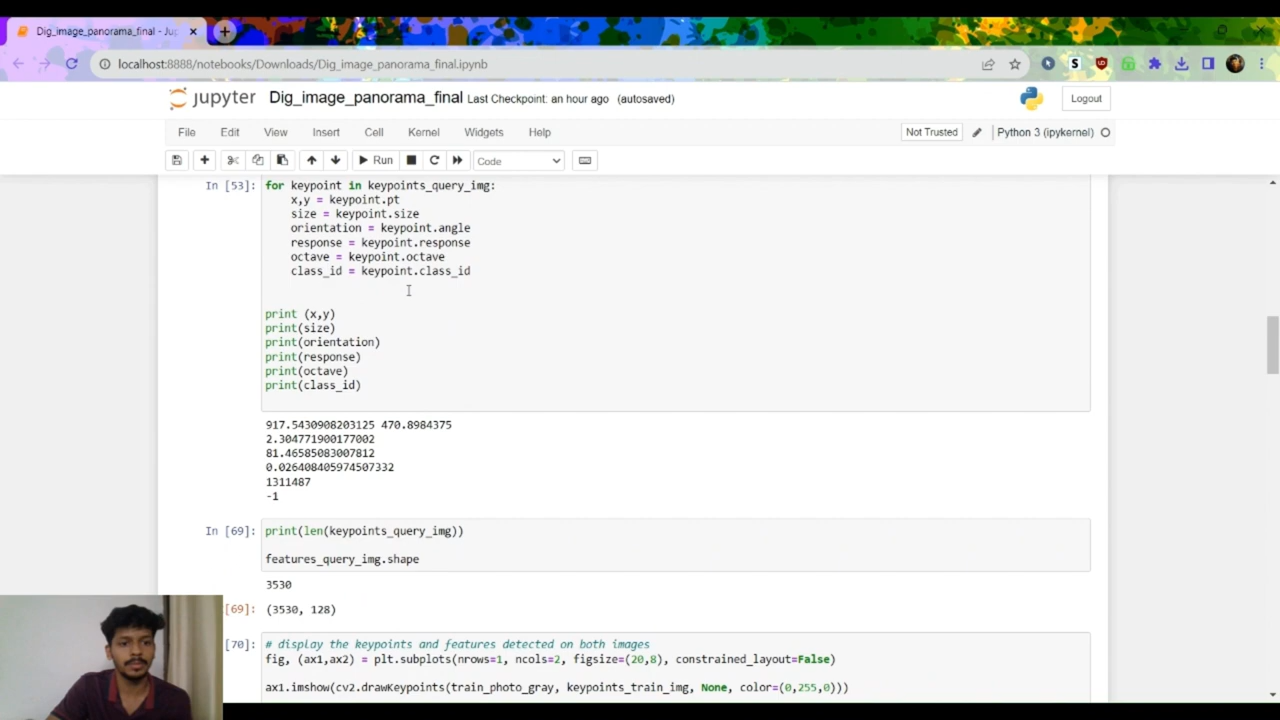 Dig_image_panorama_final - Jup
localhost:8888/notebooks/Downloads/Dig_image_panorama_final.ipynb
jupyter Dig_image_panorama_final Last Checkpoint: an hour ago (autosaved)
Logout
File Edit View Insert Cell Kernel Widgets Help
Not Trusted Python 3 (ipykernel)
Run Code
In [53]: for keypoint in keypoints_query_img:
x,y = keypoint.pt
size = keypoint.size
orientation = keypoint.angle
response = keypoint.response
octave = keypoint.octave
class_id = keypoint.class_id
print (x,y)
print(size)
print(orientation)
print(response)
print(octave)
print(class_id)
917.5430908203125 470.8984375
2.304771900177002
81.46585083007812
0.026408405974507332
1311487
-1
In [69]: print(len(keypoints_query_img))
features_query_img.shape
3530
[69]: (3530, 128)
[70]: # display the keypoints and features detected on both images
fig, (ax1,ax2) = plt.subplots(nrows=1, ncols=2, figsize=(20,8), constrained_layout=False)
ax1.imshow(cv2.drawKeypoints(train_photo_gray, keypoints_train_img, None, color=(0,255,0)))